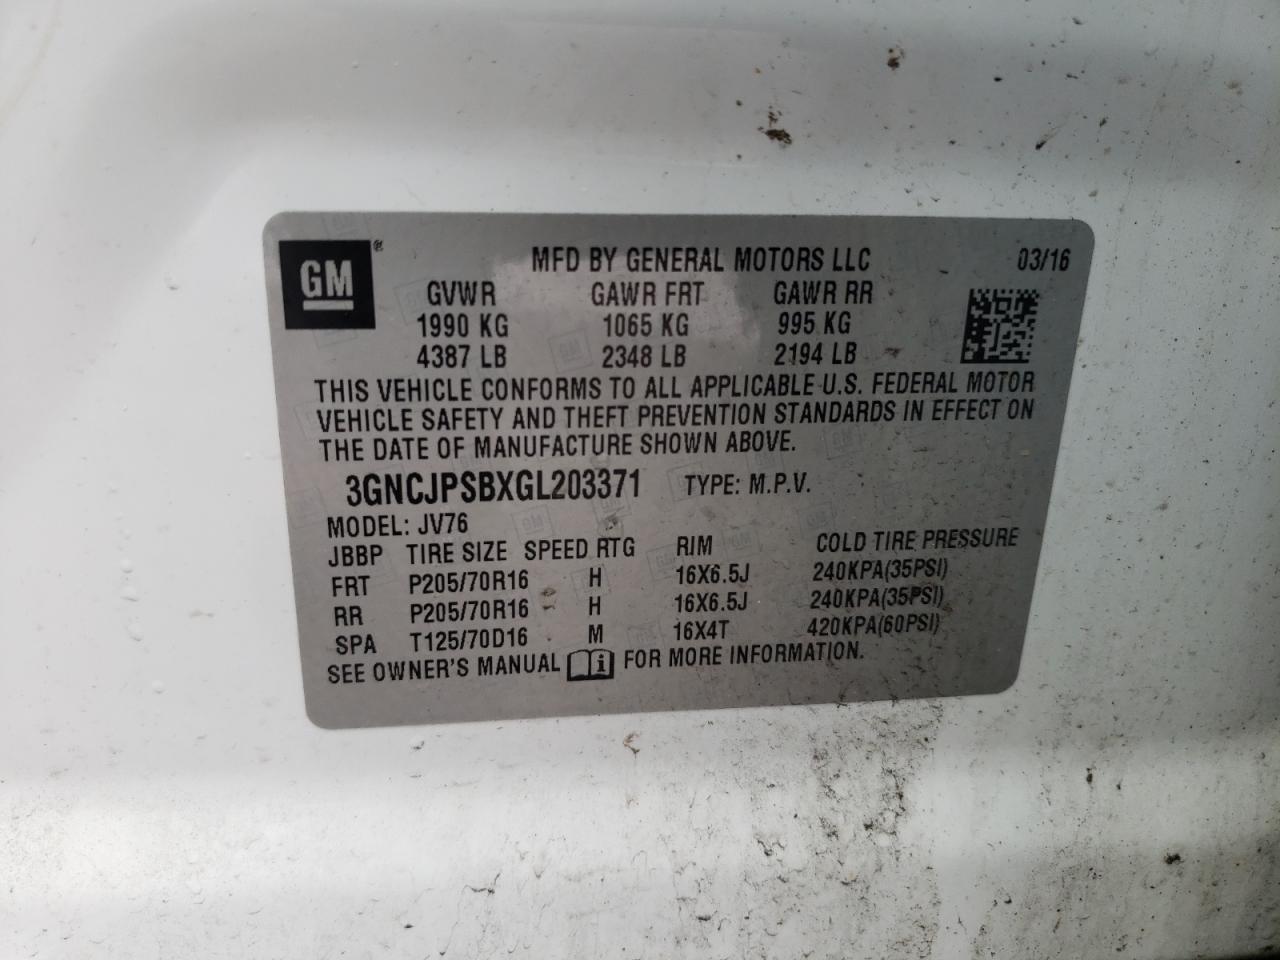 GM®
MFD BY GENERAL MOTORS LLC 03/16
GVWR GAWR FRT GAWR RR
1990 KG 1065 KG 995 KG
4387 LB 2348 LB 2194 LB
THIS VEHICLE CONFORMS TO ALL APPLICABLE U.S. FEDERAL MOTOR
VEHICLE SAFETY AND THEFT PREVENTION STANDARDS IN EFFECT ON
THE DATE OF MANUFACTURE SHOWN ABOVE.
3GNCJPSBXGL203371 TYPE: M.P.V.
MODEL: JV76
JBBP TIRE SIZE SPEED RTG RIM COLD TIRE PRESSURE
FRT P205/70R16 H 16X6.5J 240KPA(35PSI)
RR P205/70R16 H 16X6.5J 240KPA(35PSI)
SPA T125/70D16 M 16X4T 420KPA(60PSI)
SEE OWNER'S MANUAL FOR MORE INFORMATION.